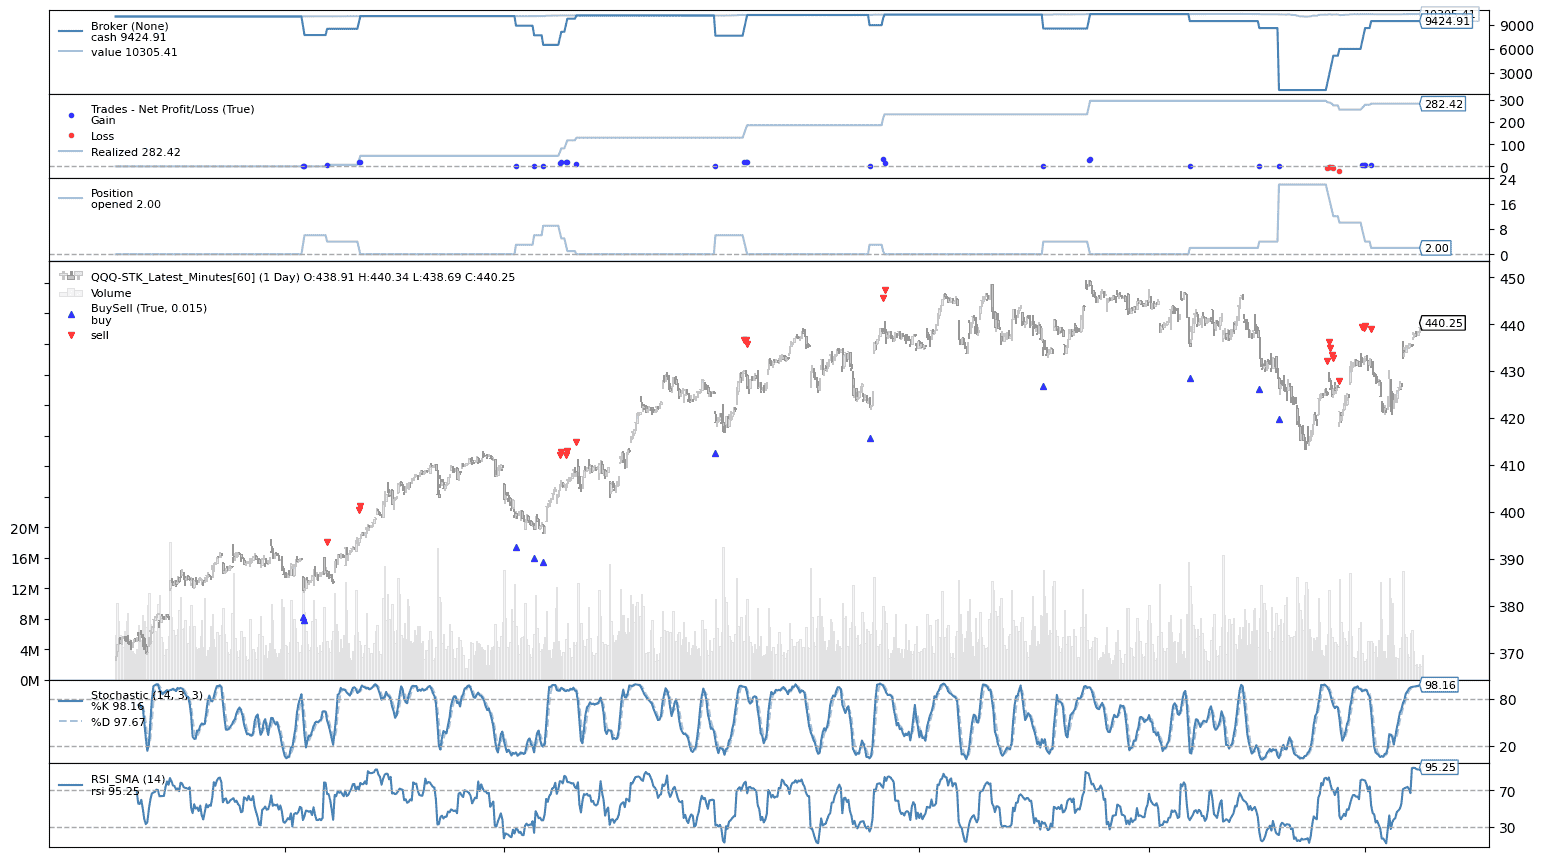 10305.41
9424.91
Broker (None)
cash 9424.91
value 10305.41
9000
6000
3000
Trades - Net Profit/Loss (True)
Gain
Loss
Realized 282.42
300
282.42
200
100
0
Position
opened 2.00
24
16
8
2.00
0
QQQ-STK_Latest_Minutes[60] (1 Day) O:438.91 H:440.34 L:438.69 C:440.25
Volume
BuySell (True, 0.015)
buy
sell
450
440
440.25
430
420
410
400
390
380
370
20M
16M
12M
8M
4M
0M
Stochastic (14, 3, 3)
%K 98.16
%D 97.67
98.16
80
20
RSI_SMA (14)
rsi 95.25
95.25
70
30